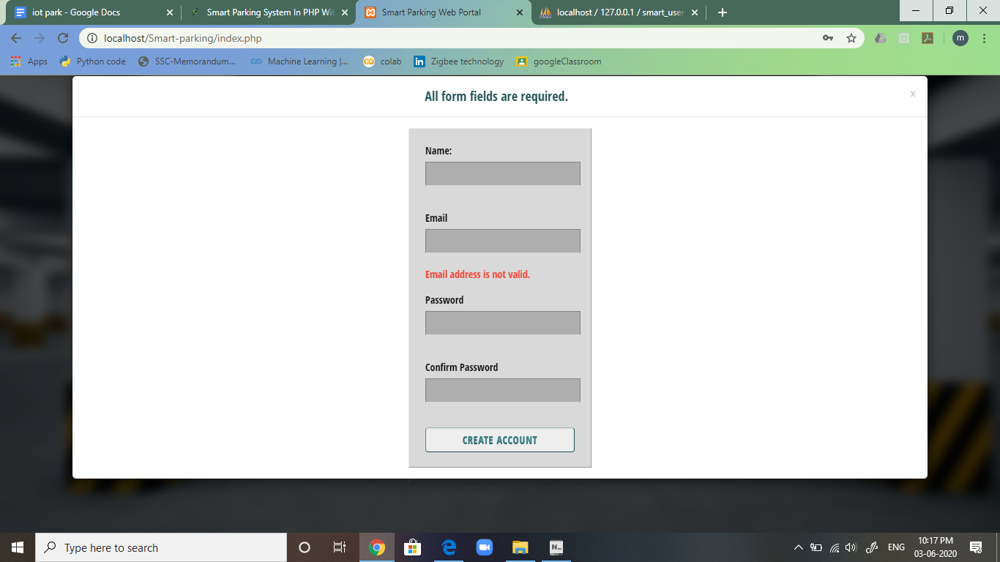 iot park - Google Docs
Smart Parking System In PHP Wit
Smart Parking Web Portal
localhost / 127.0.0.1 / smart_user
localhost/Smart-parking/index.php
m
Apps
Python code
SSC-Memorandum...
Machine Learning |...
colab
Zigbee technology
googleClassroom
All form fields are required.
x
Name:
Email
Email address is not valid.
Password
Confirm Password
CREATE ACCOUNT
Type here to search
ENG
10:17 PM
03-06-2020